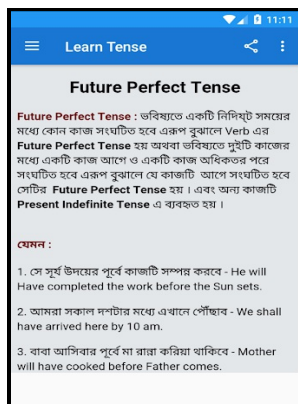 11:11
Learn Tense
Future Perfect Tense
Future Perfect Tense : ভবিষ্যতে একটি নিদিয্ট সময়ের
মধ্যে কোন কাজ সংঘটিত হবে এরূপ বুঝালে Verb এর
Future Perfect Tense হয় অথবা ভবিষ্যতে দুইটি কাজের
মধ্যে একটি কাজ আগে ও একটি কাজ অধিকতর পরে
সংঘটিত হবে এরূপ বুঝালে যে কাজটি আগে সংঘটিত হবে
সেটির Future Perfect Tense হয় । এবং অন্য কাজটি
Present Indefinite Tense এ ব্যবহৃত হয় ।
যেমন :
1. সে সূর্য উদয়ের পূর্বে কাজটি সম্পন্ন করবে - He will
Have completed the work before the Sun sets.
2. আমরা সকাল দশটার মধ্যে এখানে পৌঁছাব - We shall
have arrived here by 10 am.
3. বাবা আসিবার পূর্বে মা রান্না করিয়া থাকিবে - Mother
will have cooked before Father comes.